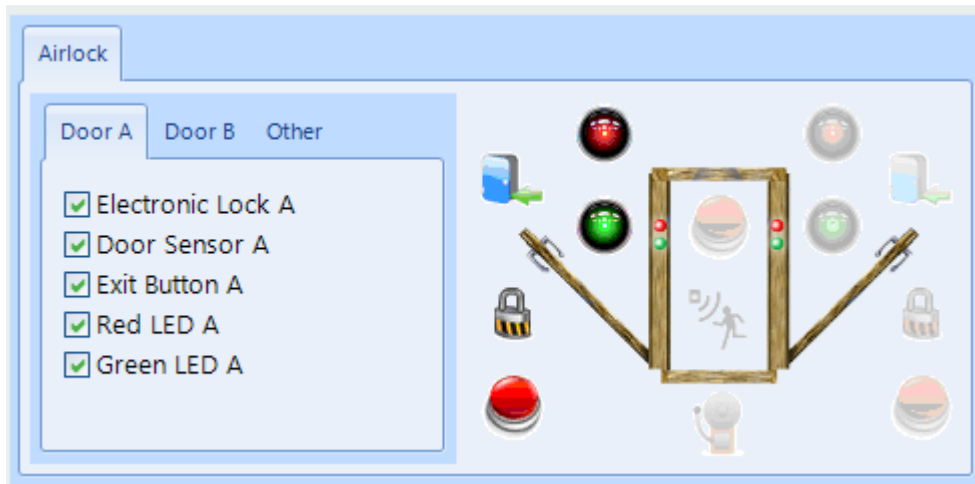 Airlock
Door A Door B Other
Electronic Lock A
Door Sensor A
Exit Button A
Red LED A
Green LED A